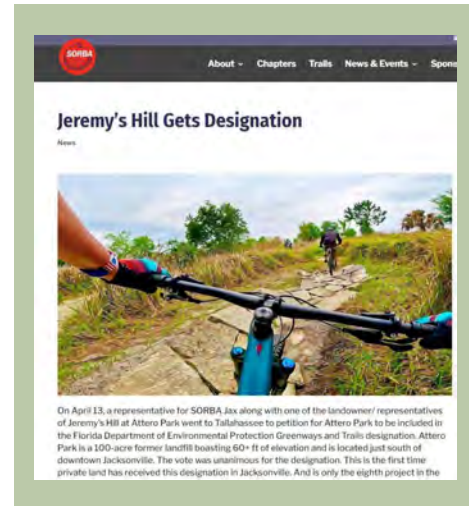 SORBA
About Chapters Trails News & Events Spons
Jeremy's Hill Gets Designation
News
On April 13, a representative for SORBA Jax along with one of the landowner/ representatives
of Jeremy's Hill at Attero Park went to Tallahassee to petition for Attero Park to be included in
the Florida Department of Environmental Protection Greenways and Trails designation. Attero
Park is a 100-acre former landfill boasting 60+ ft of elevation and is located just south of
downtown Jacksonville. The vote was unanimous for the designation. This is the first time
private land has received this designation in Jacksonville. And is only the eighth project in the